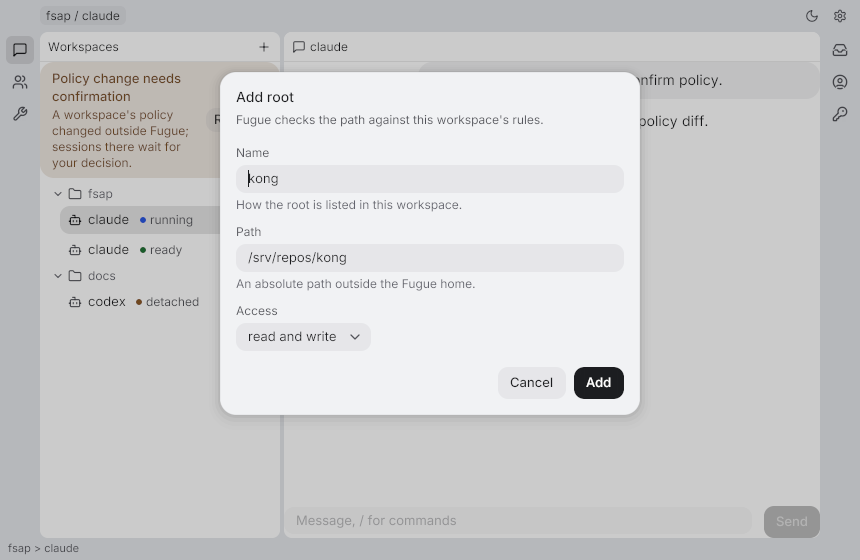 fsap / claude
Workspaces
claude
Policy change needs
confirmation
A workspace's policy
changed outside Fugue;
sessions there wait for
your decision.
fsap
claude running
claude ready
docs
codex detached
policy.
policy diff.
Add root
Fugue checks the path against this workspace's rules.
Name
kong
How the root is listed in this workspace.
Path
/srv/repos/kong
An absolute path outside the Fugue home.
Access
read and write
Cancel
Add
Message, / for commands
Send
fsap > claude